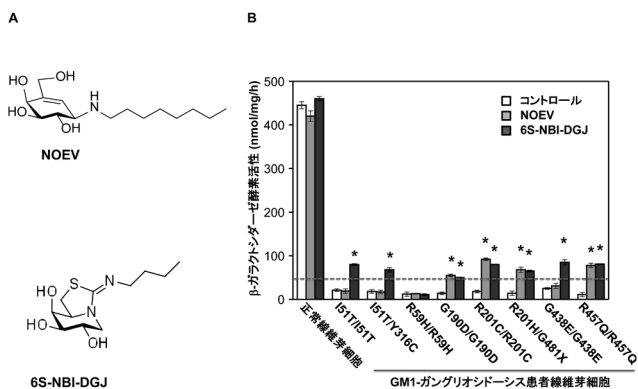 A
HO
OH
HO
OH
N
H
NOEV
S
N
N
HO
HO
OH
6S-NBI-DGJ
B
β-ガラクトシダーゼ酵素活性 (nmol/mg/h)
500
400
300
200
100
0
コントロール
NOEV
6S-NBI-DGJ
* * * * * * * * * * *
正常線維芽細胞
I51T/I51T
I51T/Y316C
R59H/R59H
G190D/G190D
R201C/R201C
R201H/G481X
G438E/G438E
R457Q/R457Q
GM1-ガングリオシドーシス患者線維芽細胞